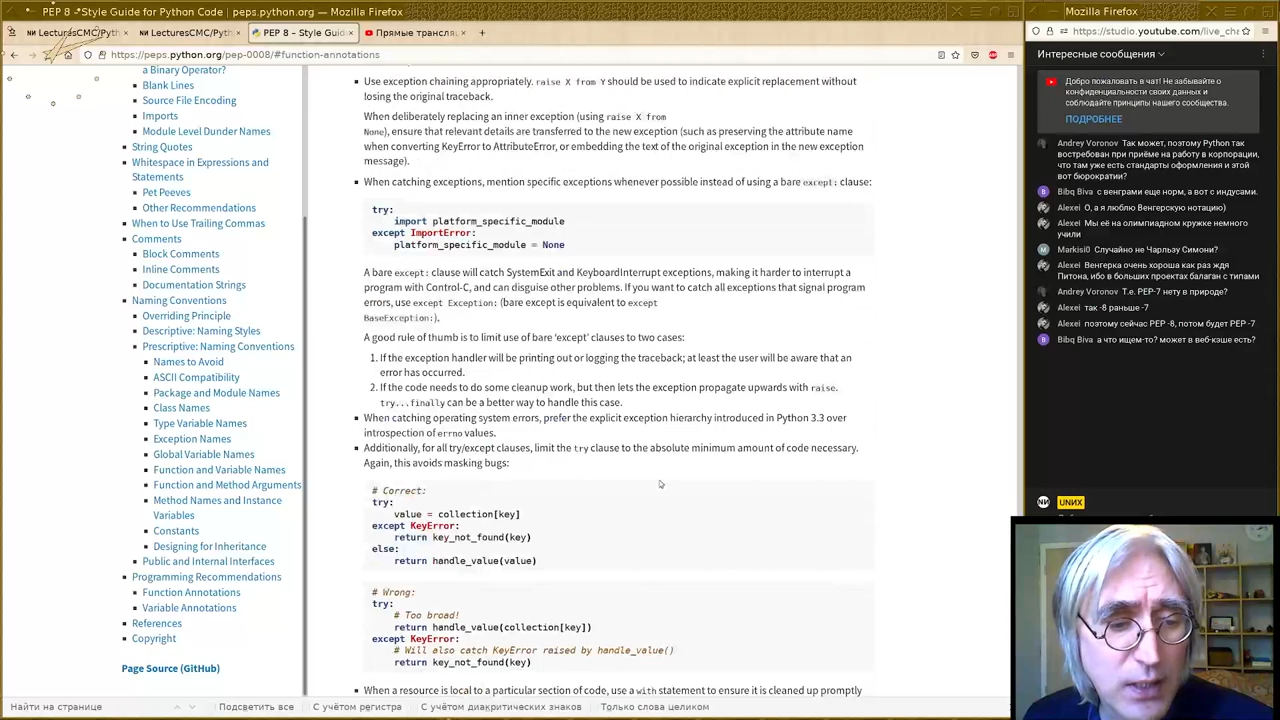 PEP 8 – Style Guide for Python Code | peps.python.org — Mozilla Firefox
LecturesCMC/Pyth
LecturesCMC/Pyth
PEP 8 – Style Guid
Прямые трансляц
https://peps.python.org/pep-0008/#function-annotations
a Binary Operator?
Blank Lines
Source File Encoding
Imports
Module Level Dunder Names
String Quotes
Whitespace in Expressions and
Statements
Pet Peeves
Other Recommendations
When to Use Trailing Commas
Comments
Block Comments
Inline Comments
Documentation Strings
Naming Conventions
Overriding Principle
Descriptive: Naming Styles
Prescriptive: Naming Conventions
Names to Avoid
ASCII Compatibility
Package and Module Names
Class Names
Type Variable Names
Exception Names
Global Variable Names
Function and Variable Names
Function and Method Arguments
Method Names and Instance
Variables
Constants
Designing for Inheritance
Public and Internal Interfaces
Programming Recommendations
Function Annotations
Variable Annotations
References
Copyright
Page Source (GitHub)
Use exception chaining appropriately. raise X from Y should be used to indicate explicit replacement without
losing the original traceback.
When deliberately replacing an inner exception (using raise X from
None), ensure that relevant details are transferred to the new exception (such as preserving the attribute name
when converting KeyError to AttributeError, or embedding the text of the original exception in the new exception
message).
When catching exceptions, mention specific exceptions whenever possible instead of using a bare except: clause:
try:
import platform_specific_module
except ImportError:
platform_specific_module = None
A bare except: clause will catch SystemExit and KeyboardInterrupt exceptions, making it harder to interrupt a
program with Control-C, and can disguise other problems. If you want to catch all exceptions that signal program
errors, use except Exception: (bare except is equivalent to except
BaseException:).
A good rule of thumb is to limit use of bare ‘except’ clauses to two cases:
1. If the exception handler will be printing out or logging the traceback; at least the user will be aware that an
error has occurred.
2. If the code needs to do some cleanup work, but then lets the exception propagate upwards with raise.
try...finally can be a better way to handle this case.
When catching operating system errors, prefer the explicit exception hierarchy introduced in Python 3.3 over
introspection of errno values.
Additionally, for all try/except clauses, limit the try clause to the absolute minimum amount of code necessary.
Again, this avoids masking bugs:
# Correct:
try:
value = collection[key]
except KeyError:
return key_not_found(key)
else:
return handle_value(value)
# Wrong:
try:
# Too broad!
return handle_value(collection[key])
except KeyError:
# Will also catch KeyError raised by handle_value()
return key_not_found(key)
When a resource is local to a particular section of code, use a with statement to ensure it is cleaned up promptly
Найти на странице
Подсветить все
С учётом регистра
С учётом диакритических знаков
Только слова целиком
Mozilla Firefox
https://studio.youtube.com/live_cha
Интересные сообщения
Добро пожаловать в чат! Не забывайте о
конфиденциальности своих данных и
соблюдайте принципы нашего сообщества.
ПОДРОБНЕЕ
Andrey Voronov Так может, поэтому Python так
востребован при приёме на работу в корпорации,
что там уже есть стандарты оформления и этой
вот бюрократии?
Bibq Biva с венграми еще норм, а вот с индусами.
Alexei О, а я люблю Венгерскую нотацию)
Alexei Мы её на олимпиадном кружке немного
учили
Markisi0 Случайно не Чарльзу Симони?
Alexei Венгерка очень хороша как раз ждя
Питона, ибо в больших проектах балаган с типами
Andrey Voronov Т.е. PEP-7 нету в природе?
Alexei так -8 раньше -7
Alexei поэтому сейчас PEP -8, потом будет PEP -7
Bibq Biva а что ищем-то? может в веб-кэше есть?
UNИX